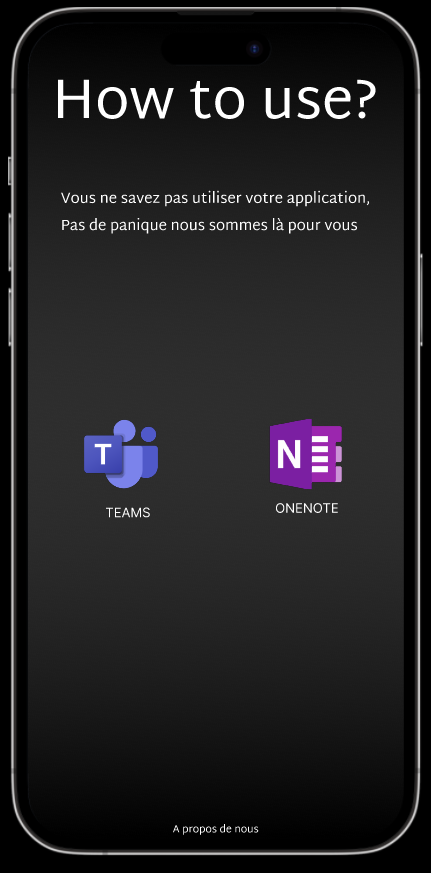 How to use?
Vous ne savez pas utiliser votre application,
Pas de panique nous sommes là pour vous
T
N
TEAMS
ONENOTE
A propos de nous